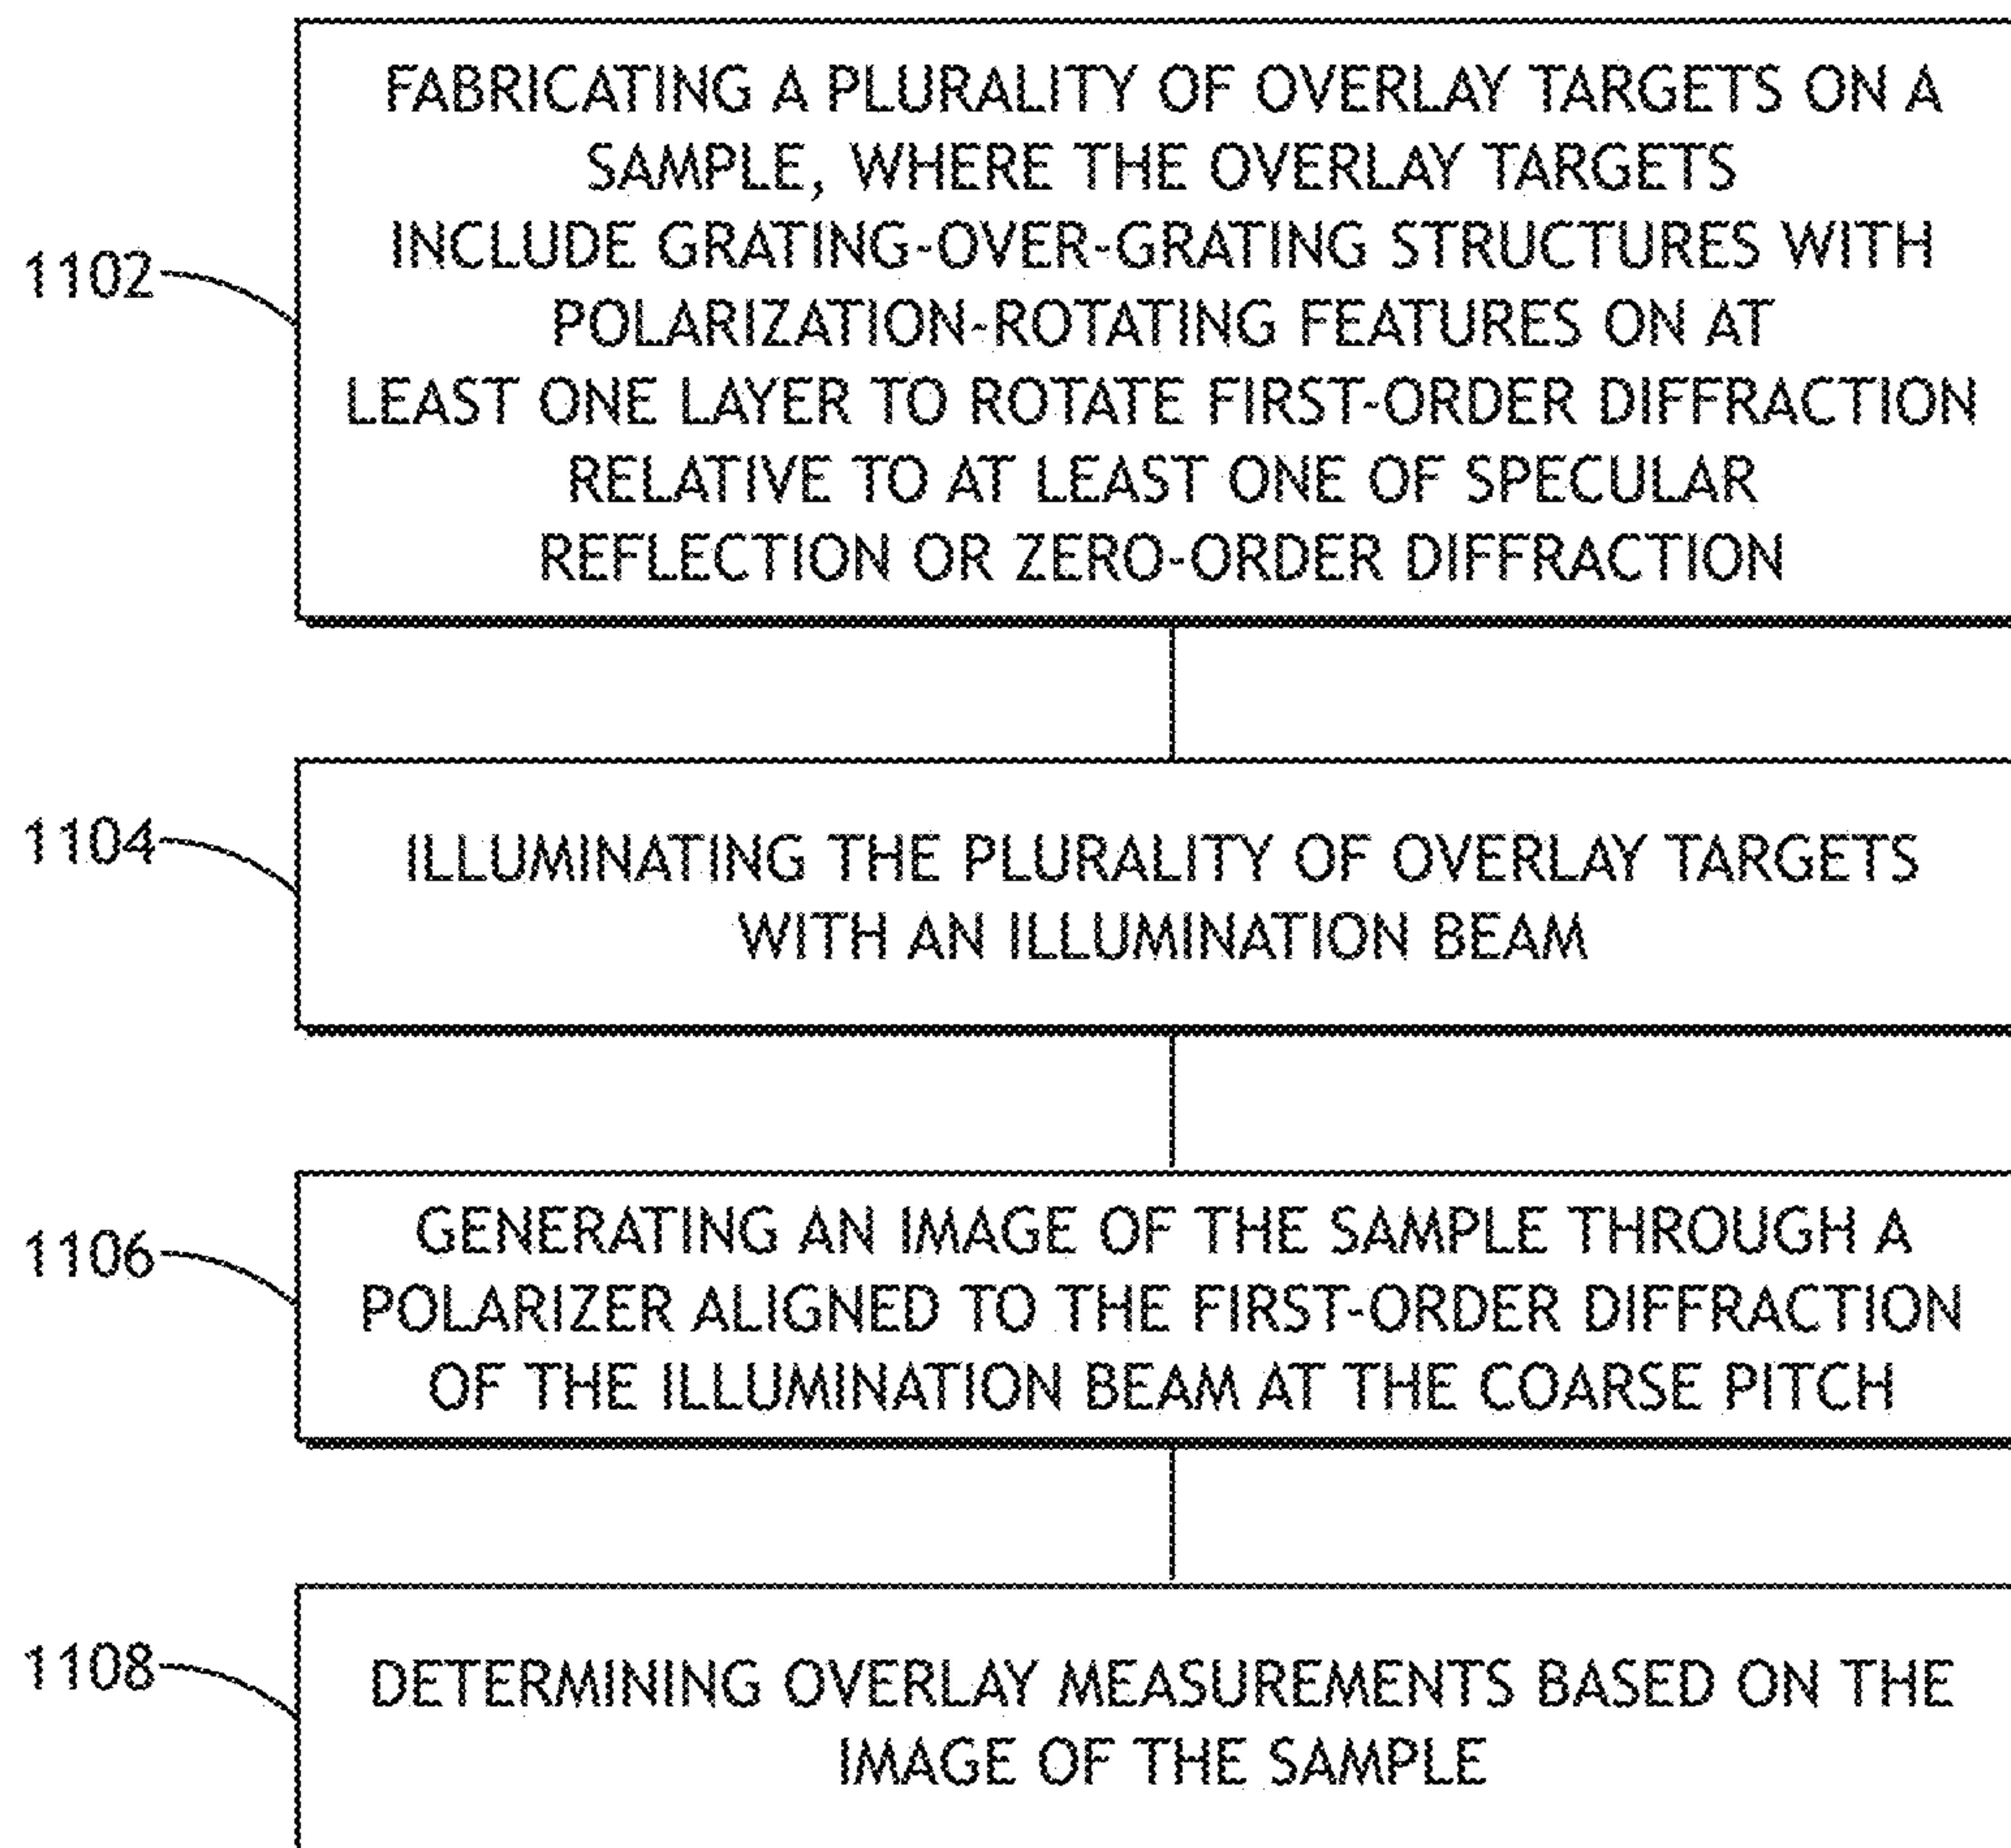 1102
FABRICATING A PLURALITY OF OVERLAY TARGETS ON A
SAMPLE, WHERE THE OVERLAY TARGETS
INCLUDE GRATING-OVER-GRATING STRUCTURES WITH
POLARIZATION-ROTATING FEATURES ON AT
LEAST ONE LAYER TO ROTATE FIRST-ORDER DIFFRACTION
RELATIVE TO AT LEAST ONE OF SPECULAR
REFLECTION OR ZERO-ORDER DIFFRACTION
1104
ILLUMINATING THE PLURALITY OF OVERLAY TARGETS
WITH AN ILLUMINATION BEAM
1106
GENERATING AN IMAGE OF THE SAMPLE THROUGH A
POLARIZER ALIGNED TO THE FIRST-ORDER DIFFRACTION
OF THE ILLUMINATION BEAM AT THE COARSE PITCH
1108
DETERMINING OVERLAY MEASUREMENTS BASED ON THE
IMAGE OF THE SAMPLE